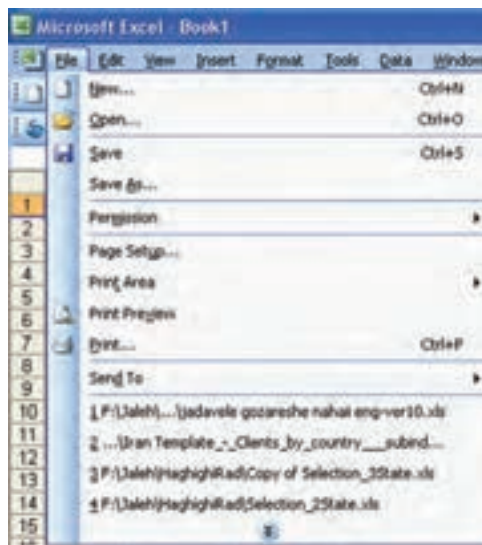 Microsoft Excel - Book1
File Edit View Insert Format Tools Data Window
New... Ctrl+N
Open... Ctrl+O
Save Ctrl+S
Save As...
Permission
Page Setup...
Print Area
Print Preview
Print... Ctrl+P
Send To
1 F:\Jaleh\...\jadavele gozareshe nahai eng-ver10.xls
2 ...\Iran Template_-_Clients_by_country___subind...
3 F:\Jaleh\HaghighiRad\Copy of Selection_3State.xls
4 F:\Jaleh\HaghighiRad\Selection_2State.xls
1
2
3
4
5
6
7
8
9
10
11
12
13
14
15